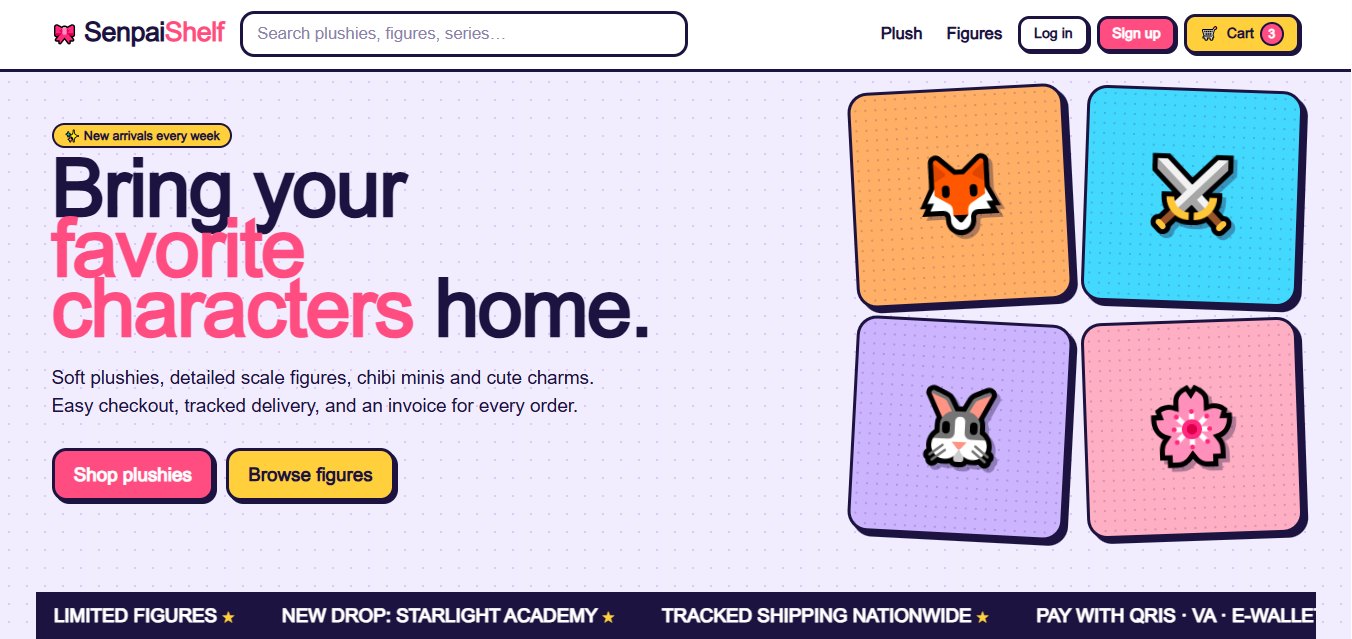 SenpaiShelf
Search plushies, figures, series…
Plush
Figures
Log in
Sign up
Cart 3
New arrivals every week
Bring your
favorite
characters home.
Soft plushies, detailed scale figures, chibi minis and cute charms.
Easy checkout, tracked delivery, and an invoice for every order.
Shop plushies
Browse figures
LIMITED FIGURES ★ NEW DROP: STARLIGHT ACADEMY ★ TRACKED SHIPPING NATIONWIDE ★ PAY WITH QRIS · VA · E-WALLE